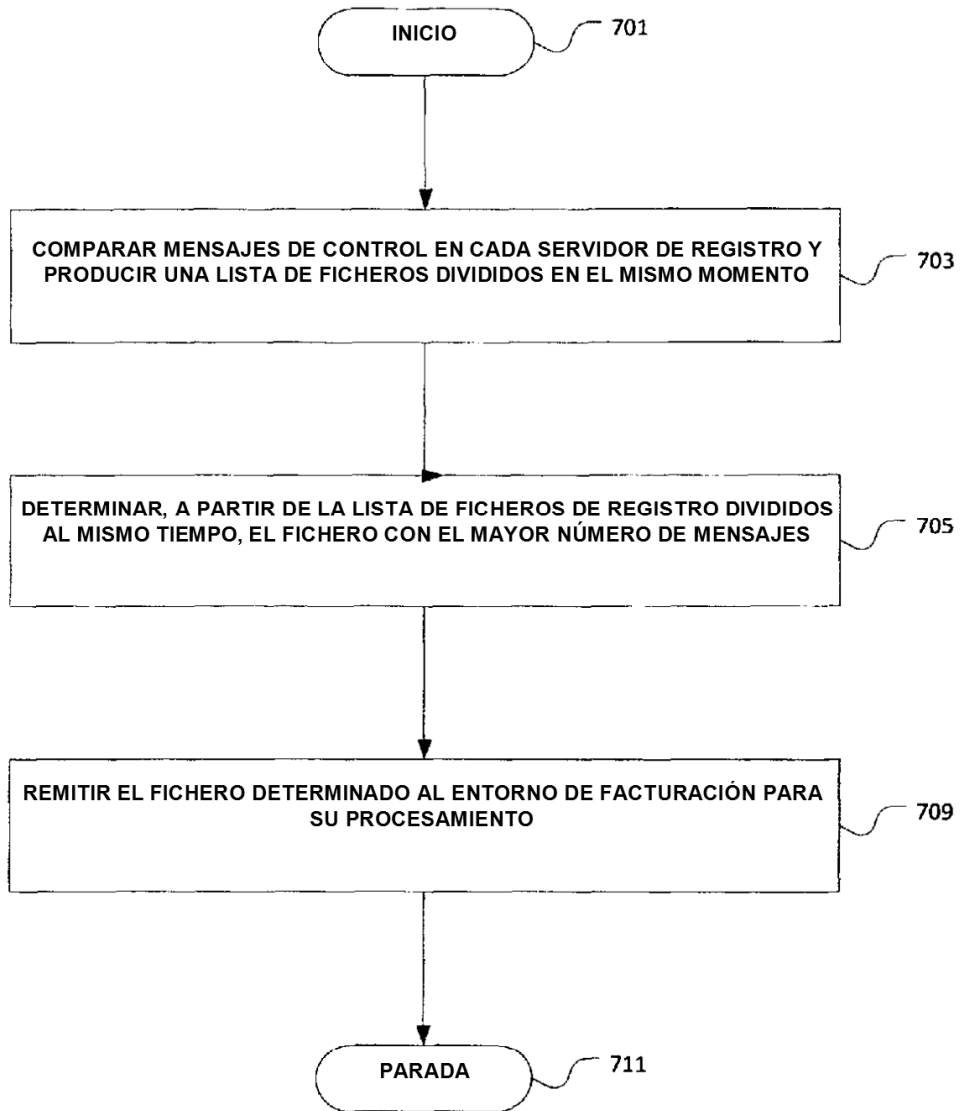 INICIO
701
COMPARAR MENSAJES DE CONTROL EN CADA SERVIDOR DE REGISTRO Y
PRODUCIR UNA LISTA DE FICHEROS DIVIDIDOS EN EL MISMO MOMENTO
703
DETERMINAR, A PARTIR DE LA LISTA DE FICHEROS DE REGISTRO DIVIDIDOS
AL MISMO TIEMPO, EL FICHERO CON EL MAYOR NÚMERO DE MENSAJES
705
REMITIR EL FICHERO DETERMINADO AL ENTORNO DE FACTURACIÓN PARA
SU PROCESAMIENTO
709
PARADA
711